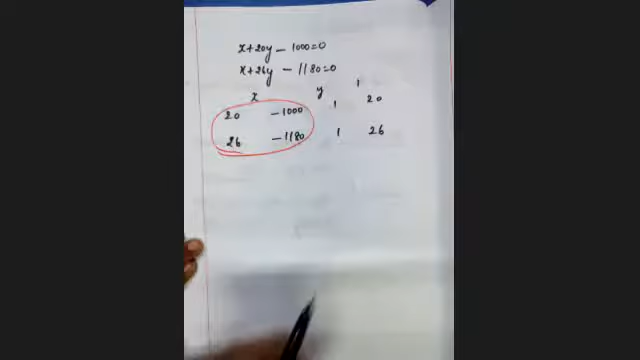 x+20y - 1000=0
x+26y - 1180=0
x y 1
20 -1000 1 20
26 -1180 1 26